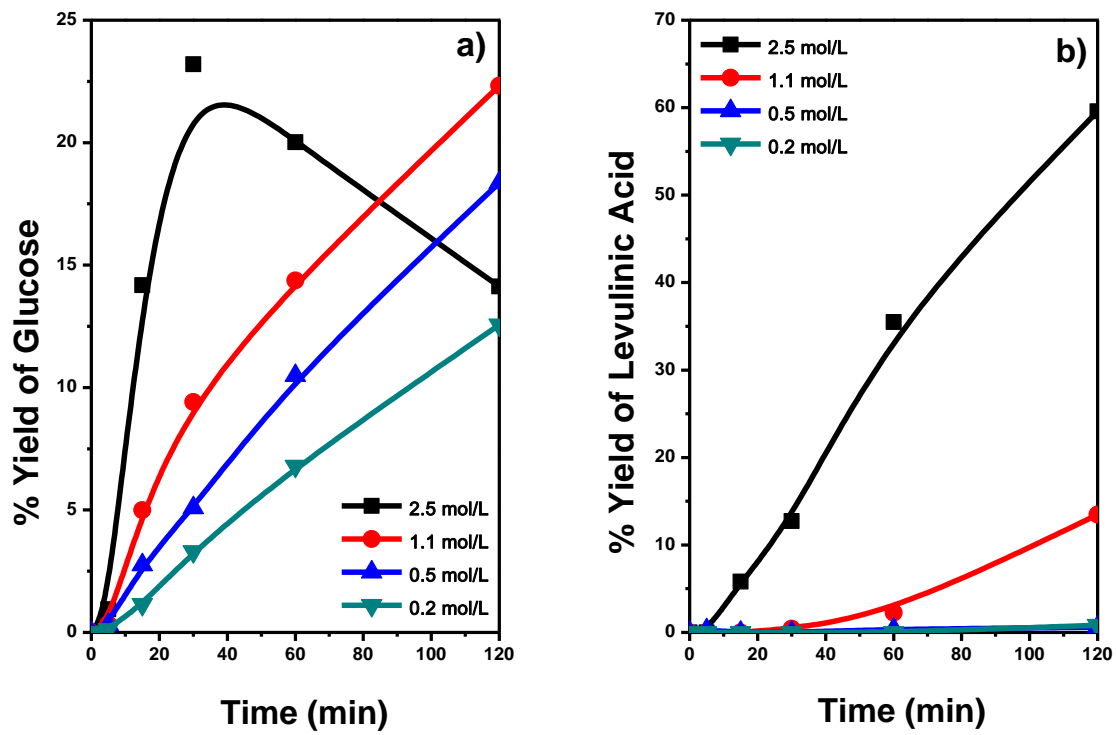 a)
% Yield of Glucose
25
20
15
10
5
0
2.5 mol/L
1.1 mol/L
0.5 mol/L
0.2 mol/L
0 20 40 60 80 100 120
Time (min)
b)
% Yield of Levulinic Acid
70
60
50
40
30
20
10
0
2.5 mol/L
1.1 mol/L
0.5 mol/L
0.2 mol/L
0 20 40 60 80 100 120
Time (min)